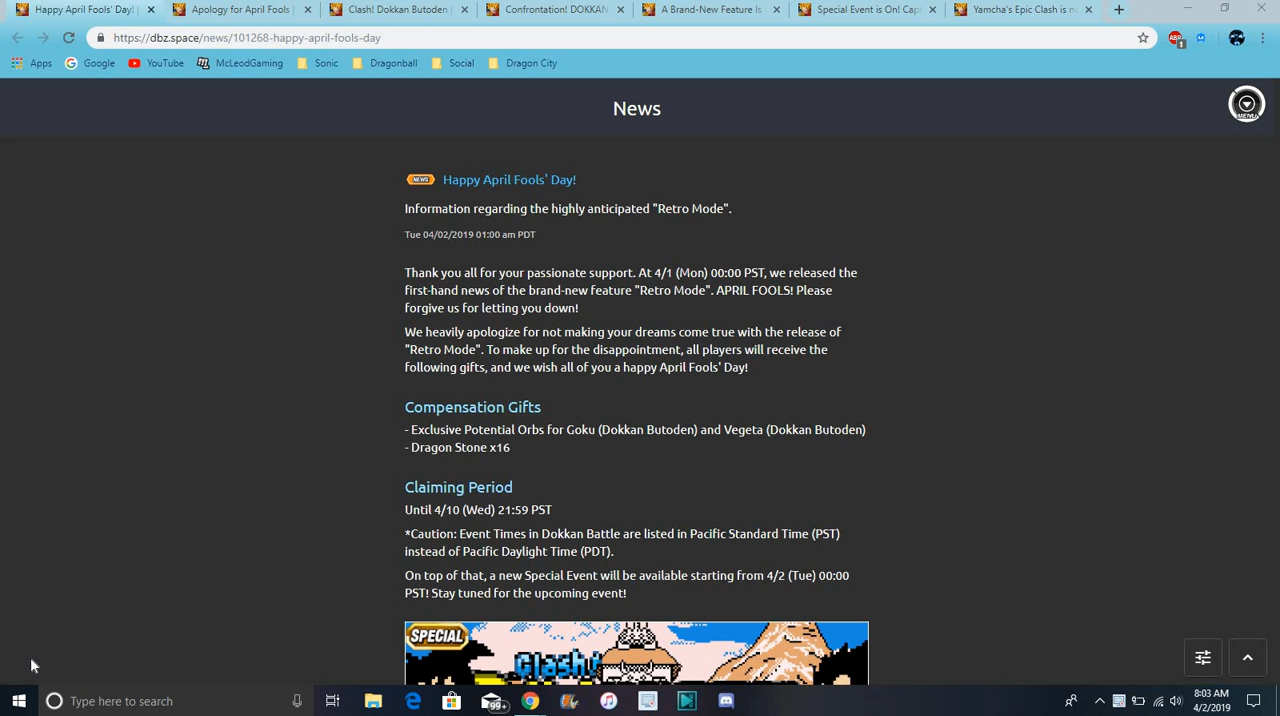 Happy April Fools' Day!
Apology for April Fools
Clash! Dokkan Butoden
Confrontation! DOKKAN
A Brand-New Feature Is
Special Event is On! Capt
Yamcha's Epic Clash is no
https://dbz.space/news/101268-happy-april-fools-day
ABP
1
Apps
Google
YouTube
McLeodGaming
Sonic
Dragonball
Social
Dragon City
News
MENU
NEWS
Happy April Fools' Day!
Information regarding the highly anticipated "Retro Mode".
Tue 04/02/2019 01:00 am PDT
Thank you all for your passionate support. At 4/1 (Mon) 00:00 PST, we released the
first-hand news of the brand-new feature "Retro Mode". APRIL FOOLS! Please
forgive us for letting you down!
We heavily apologize for not making your dreams come true with the release of
"Retro Mode". To make up for the disappointment, all players will receive the
following gifts, and we wish all of you a happy April Fools' Day!
Compensation Gifts
- Exclusive Potential Orbs for Goku (Dokkan Butoden) and Vegeta (Dokkan Butoden)
- Dragon Stone x16
Claiming Period
Until 4/10 (Wed) 21:59 PST
*Caution: Event Times in Dokkan Battle are listed in Pacific Standard Time (PST)
instead of Pacific Daylight Time (PDT).
On top of that, a new Special Event will be available starting from 4/2 (Tue) 00:00
PST! Stay tuned for the upcoming event!
SPECIAL
Clash!
Type here to search
99+
8:03 AM
4/2/2019